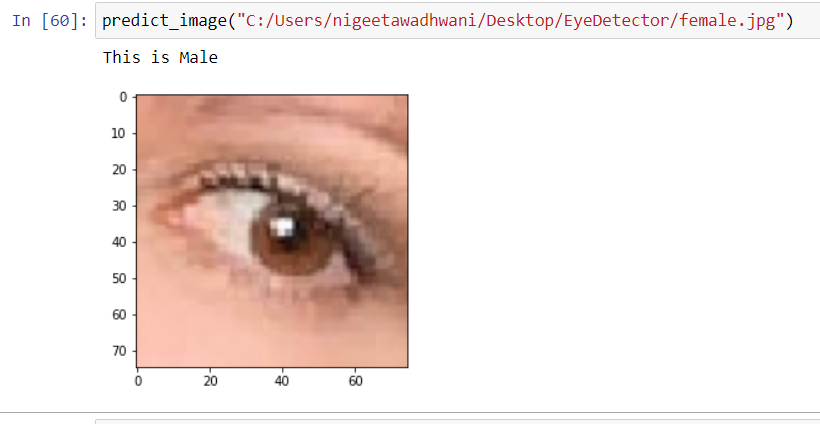 In [60]: predict_image("C:/Users/nigeetawadhwani/Desktop/EyeDetector/female.jpg")
This is Male
0
10
20
30
40
50
60
70
0 20 40 60